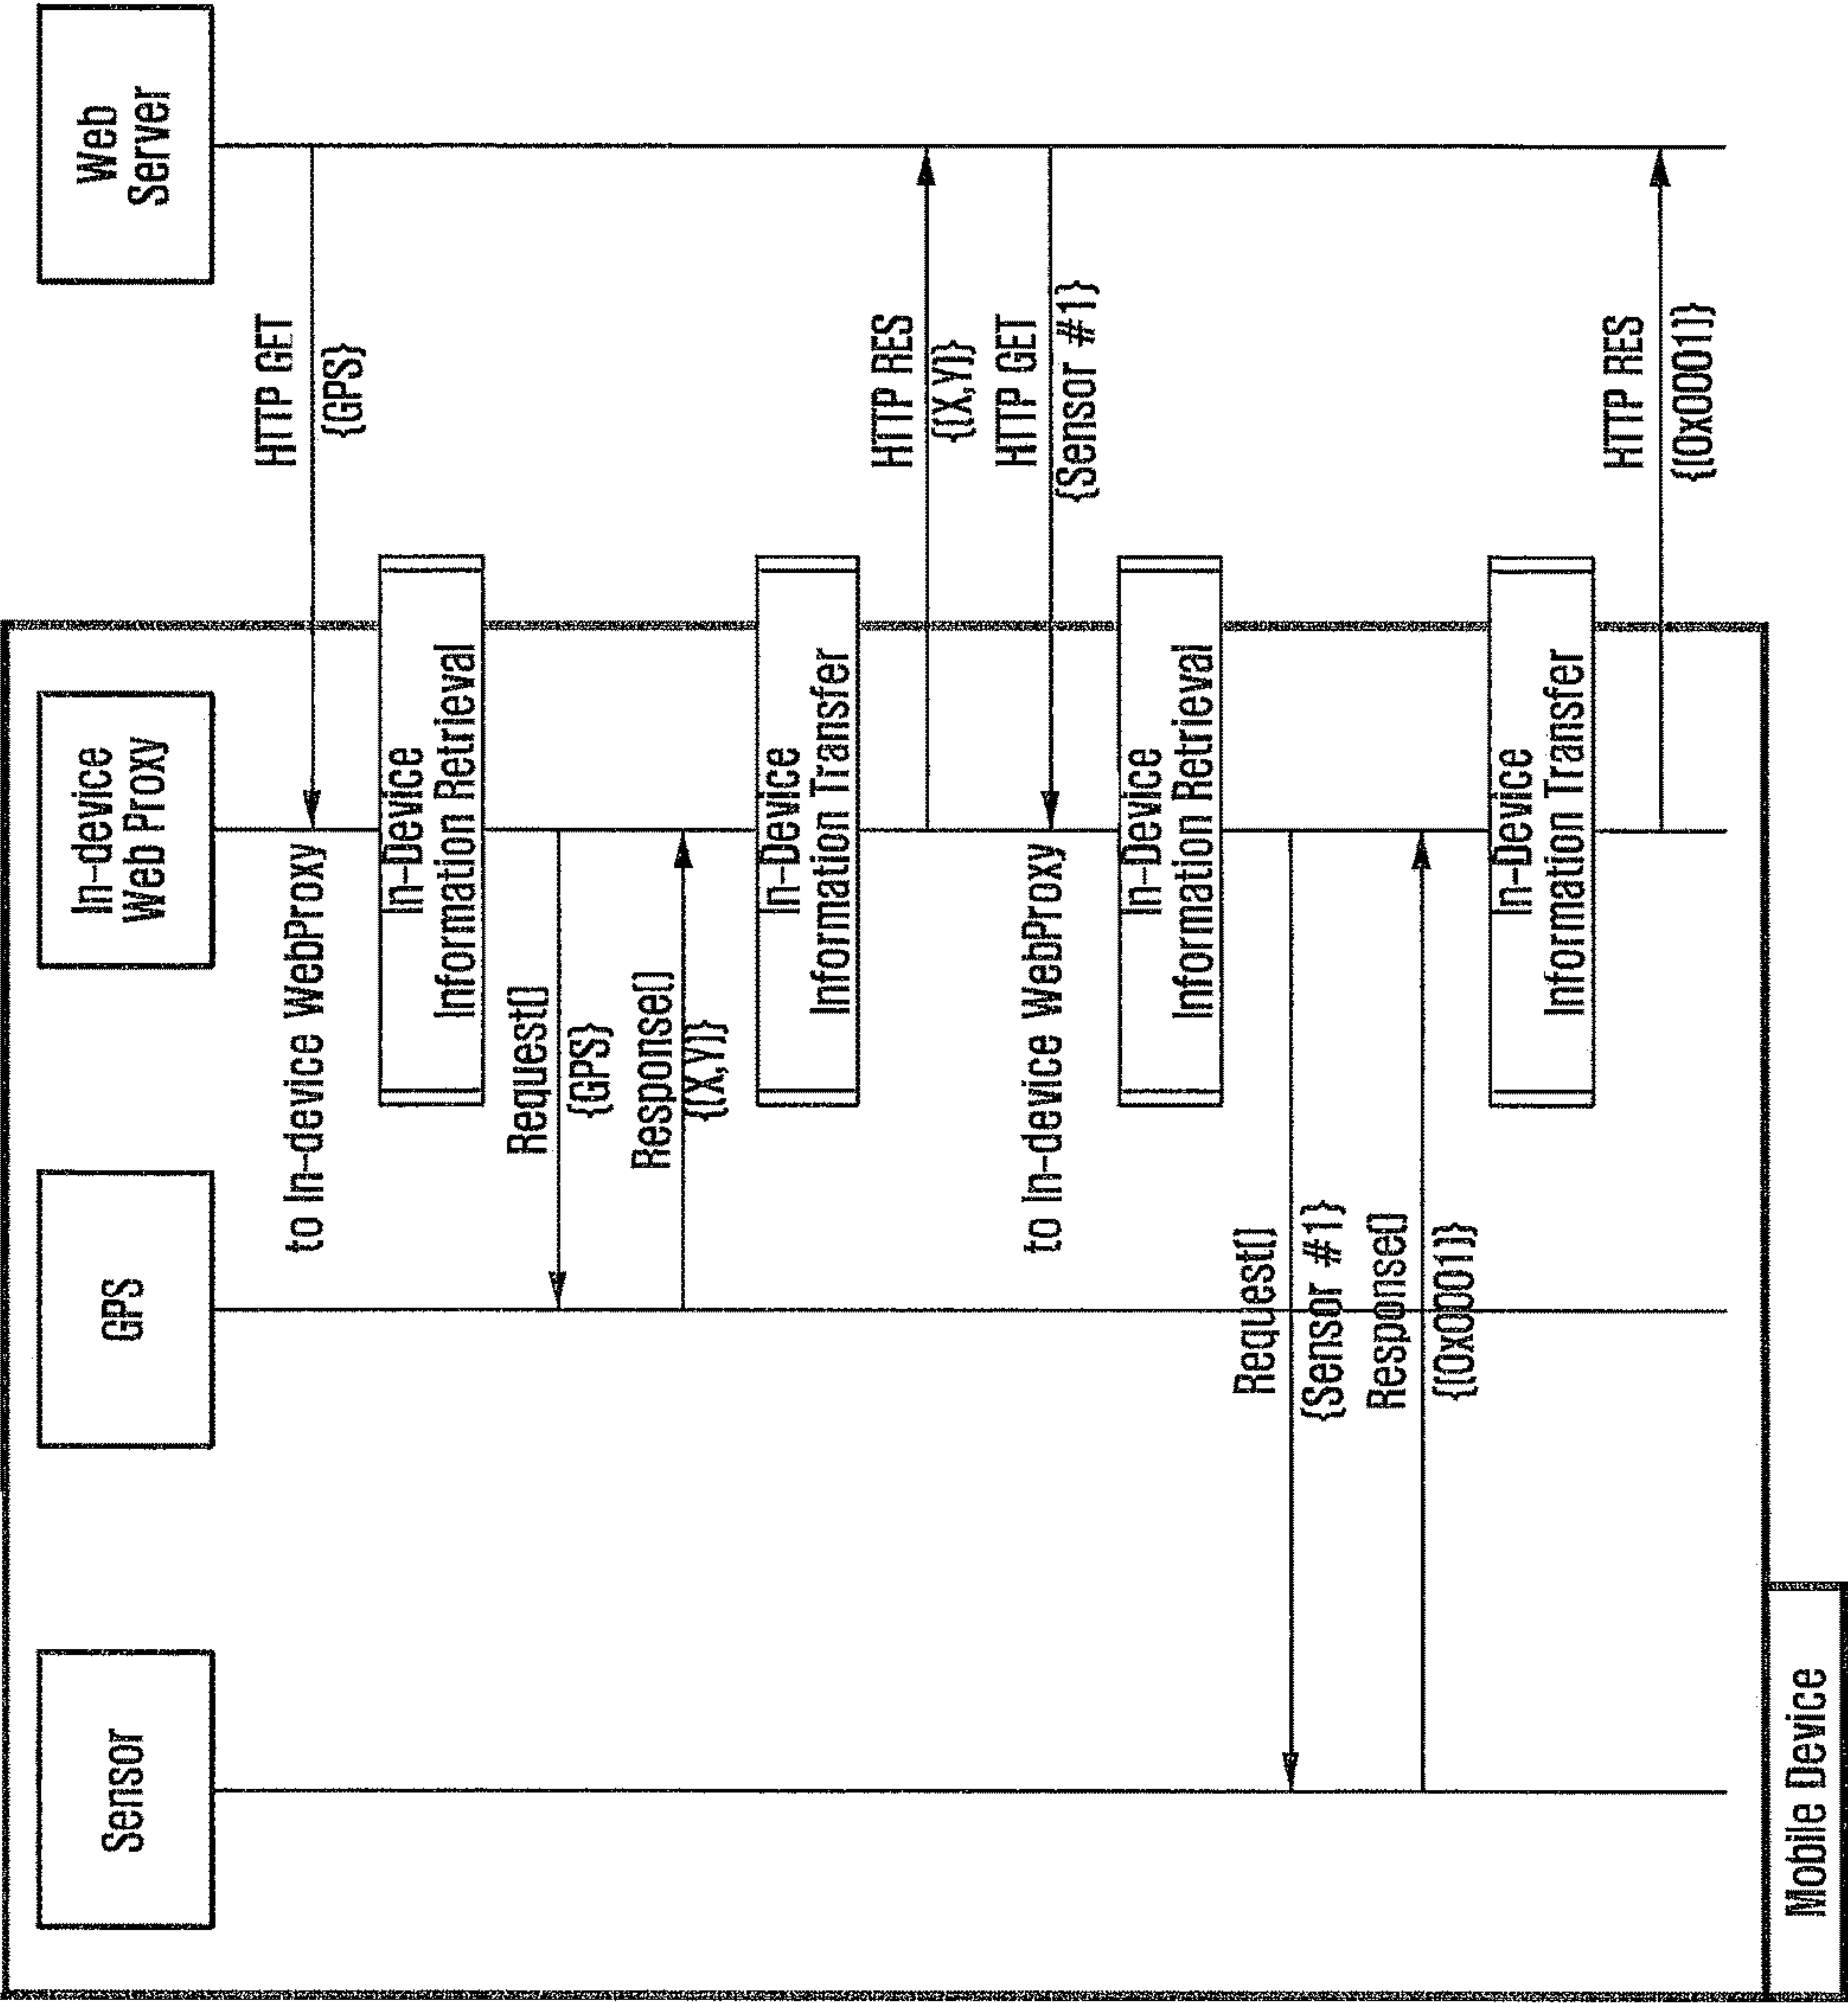 Sensor
GPS
In-device
Web Proxy
Web
Server
HTTP GET
{GPS}
to In-device WebProxy
In-Device
Information Retrieval
Request()
{GPS}
Response()
{(X,Y)}
In-Device
Information Transfer
HTTP RES
{(X,Y)}
HTTP GET
{Sensor #1}
to In-device WebProxy
In-Device
Information Retrieval
Request()
{Sensor #1}
Response()
{(0x0001)}
In-Device
Information Transfer
HTTP RES
{(0x0001)}
Mobile Device